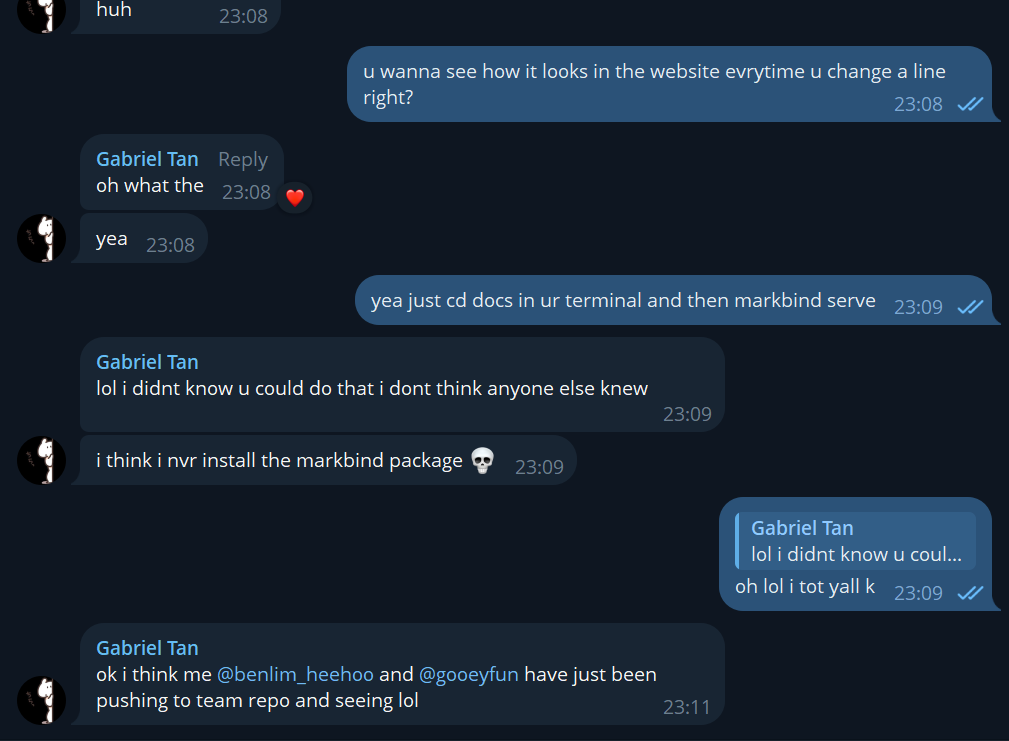 huh
23:08
u wanna see how it looks in the website evrytime u change a line
right?
23:08
Gabriel Tan Reply
oh what the 23:08
yea 23:08
yea just cd docs in ur terminal and then markbind serve 23:09
Gabriel Tan
lol i didnt know u could do that i dont think anyone else knew
23:09
i think i nvr install the markbind package 💀 23:09
Gabriel Tan
lol i didnt know u coul...
oh lol i tot yall k 23:09
Gabriel Tan
ok i think me @benlim_heehoo and @gooeyfun have just been
pushing to team repo and seeing lol
23:11